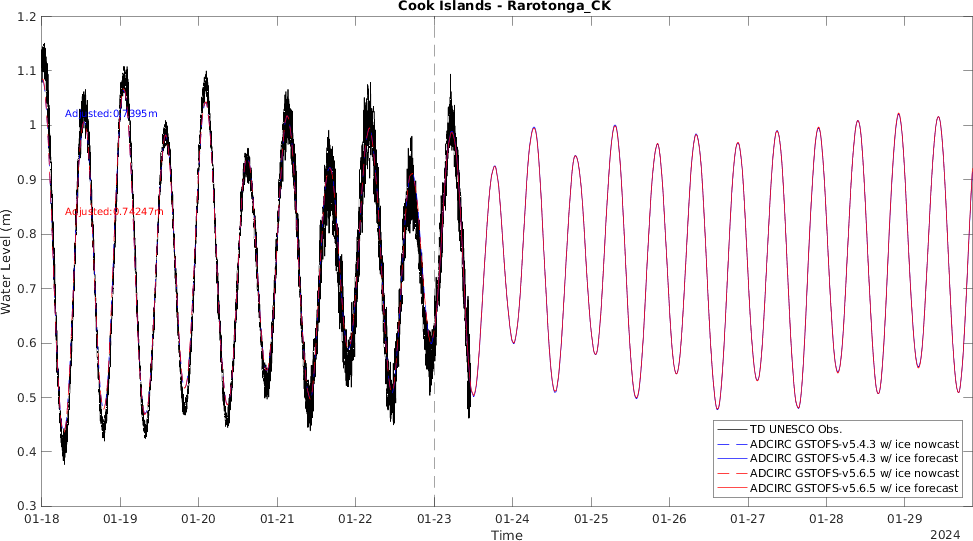 Cook Islands - Rarotonga_CK
Water Level (m)
1.2
1.1
1
0.9
0.8
0.7
0.6
0.5
0.4
0.3
Adjusted:0.7395m
Adjusted:0.74247m
TD UNESCO Obs.
ADCIRC GSTOFS-v5.4.3 w/ ice nowcast
ADCIRC GSTOFS-v5.4.3 w/ ice forecast
ADCIRC GSTOFS-v5.6.5 w/ ice nowcast
ADCIRC GSTOFS-v5.6.5 w/ ice forecast
01-18 01-19 01-20 01-21 01-22 01-23 01-24 01-25 01-26 01-27 01-28 01-29
Time
2024